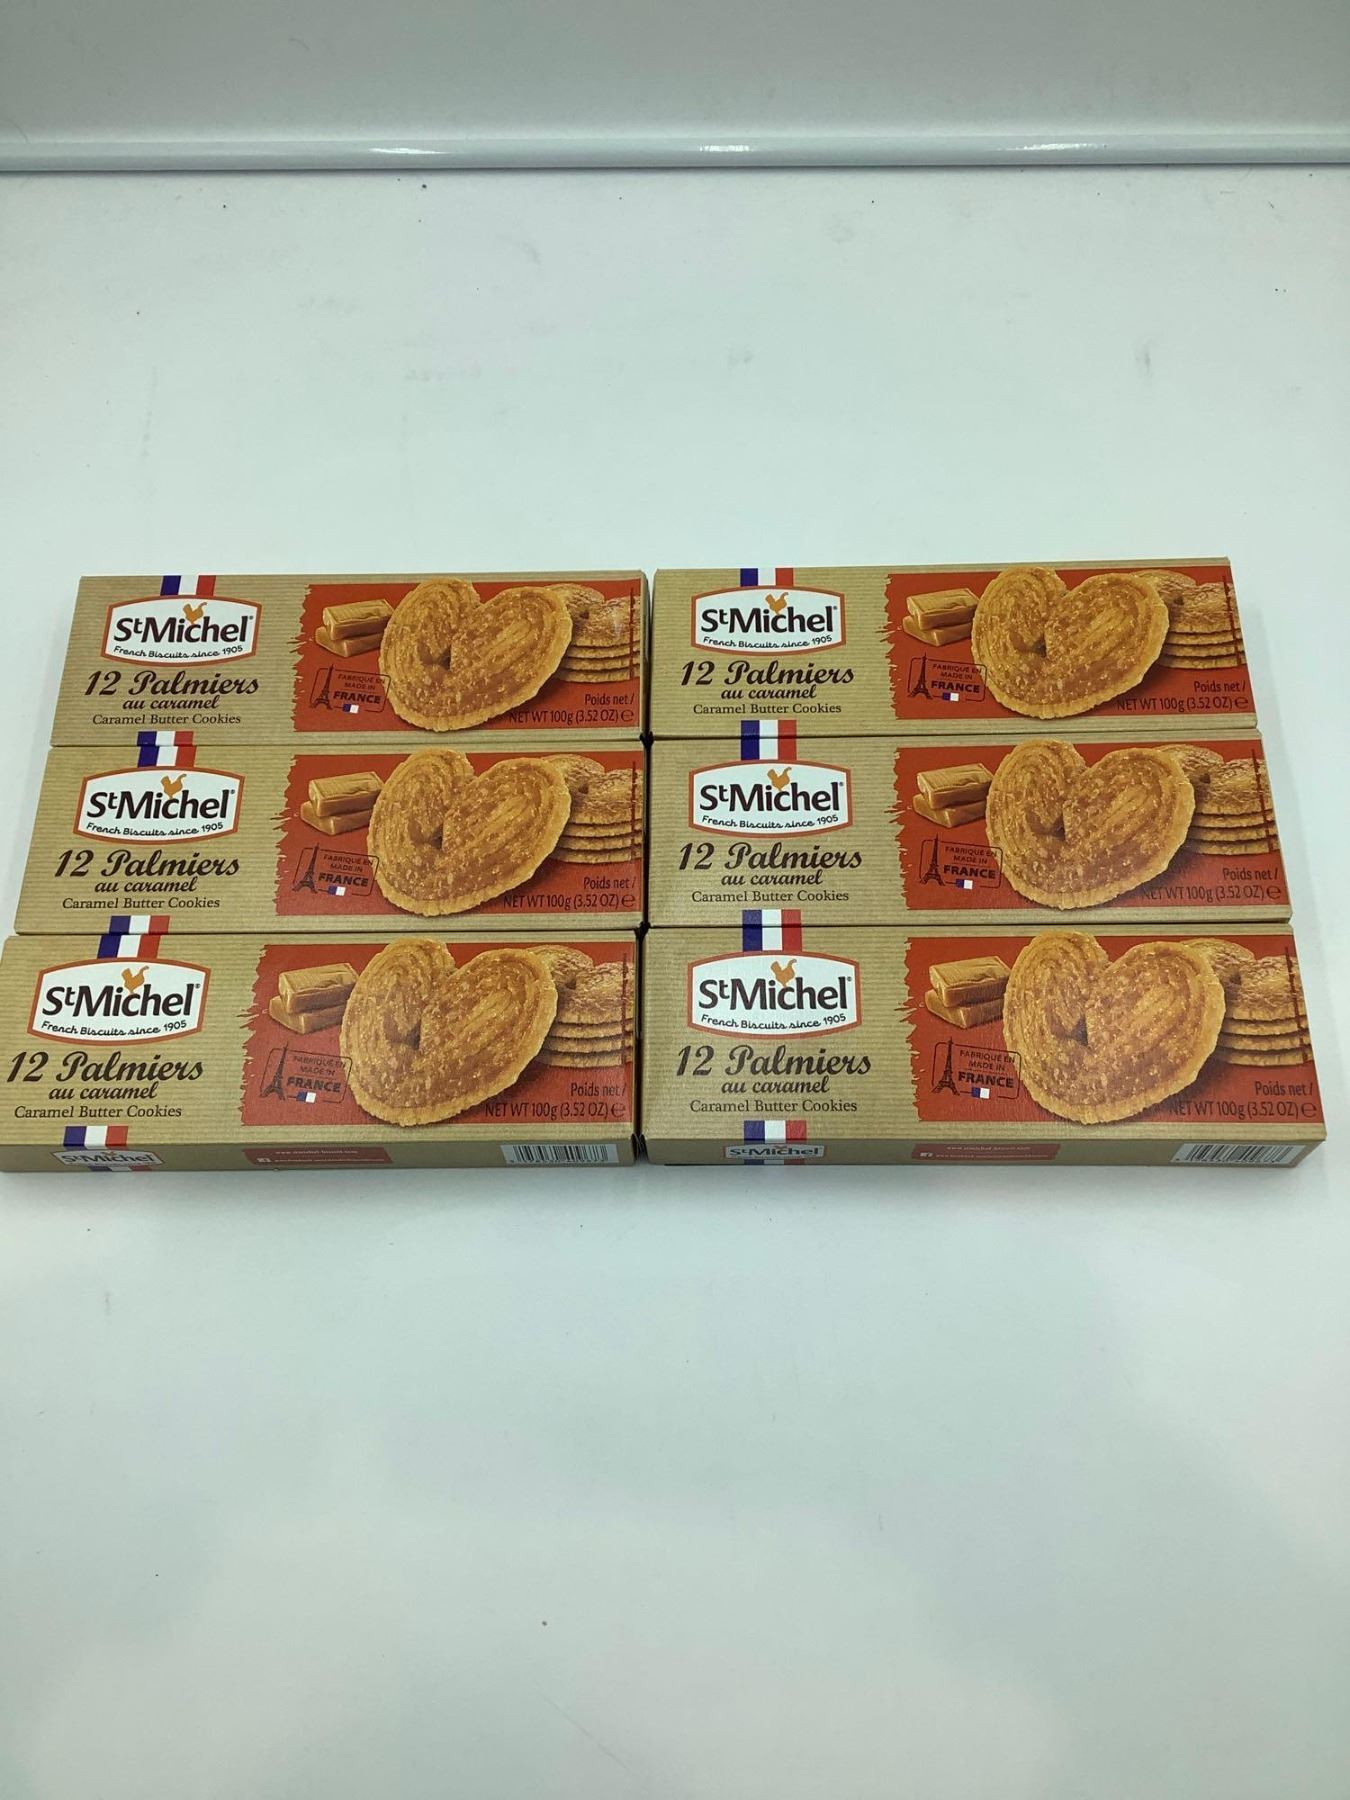 StMichel
French Biscuits since 1905
12 Palmiers
au caramel
Caramel Butter Cookies
FABRIQUÉ EN
MADE IN
FRANCE
Poids net /
NET WT 100g (3.52 OZ) e
StMichel
French Biscuits since 1905
12 Palmiers
au caramel
Caramel Butter Cookies
FABRIQUÉ EN
MADE IN
FRANCE
Poids net /
NET WT 100g (3.52 OZ) e
StMichel
French Biscuits since 1905
12 Palmiers
au caramel
Caramel Butter Cookies
FABRIQUÉ EN
MADE IN
FRANCE
Poids net /
NET WT 100g (3.52 OZ) e
StMichel
French Biscuits since 1905
12 Palmiers
au caramel
Caramel Butter Cookies
FABRIQUÉ EN
MADE IN
FRANCE
Poids net /
NET WT 100g (3.52 OZ) e
StMichel
French Biscuits since 1905
12 Palmiers
au caramel
Caramel Butter Cookies
FABRIQUÉ EN
MADE IN
FRANCE
Poids net /
NET WT 100g (3.52 OZ) e
StMichel
StMichel
French Biscuits since 1905
12 Palmiers
au caramel
Caramel Butter Cookies
FABRIQUÉ EN
MADE IN
FRANCE
Poids net /
NET WT 100g (3.52 OZ) e
StMichel